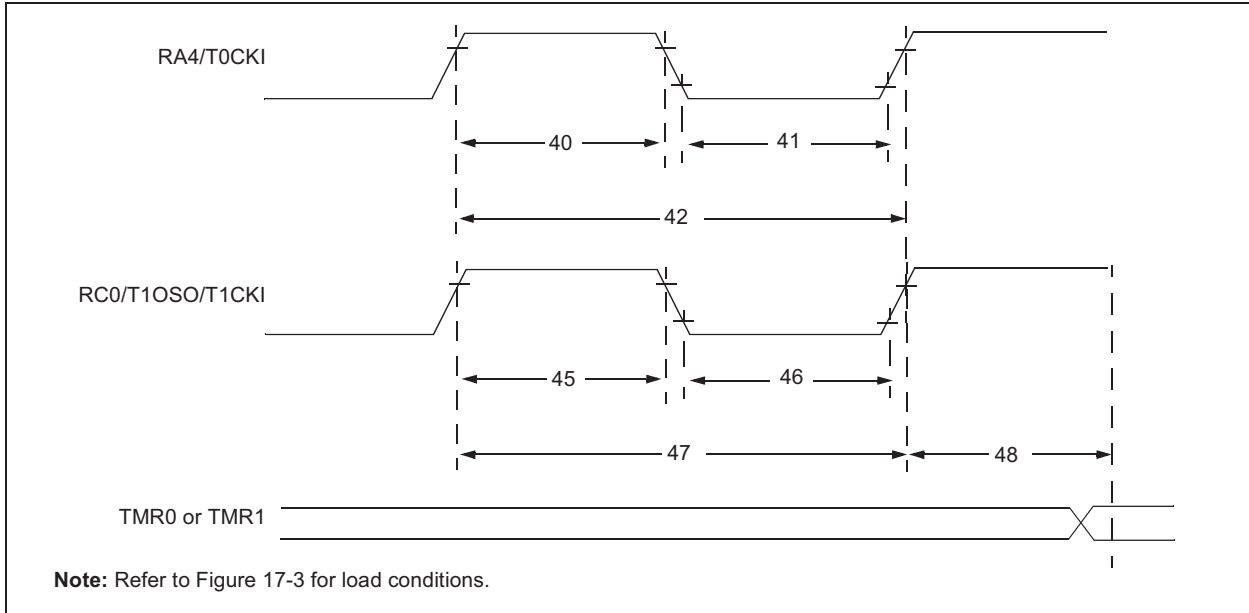 RA4/T0CKI
40
41
42
RC0/T1OSO/T1CKI
45
46
47
48
TMR0 or TMR1
Note: Refer to Figure 17-3 for load conditions.